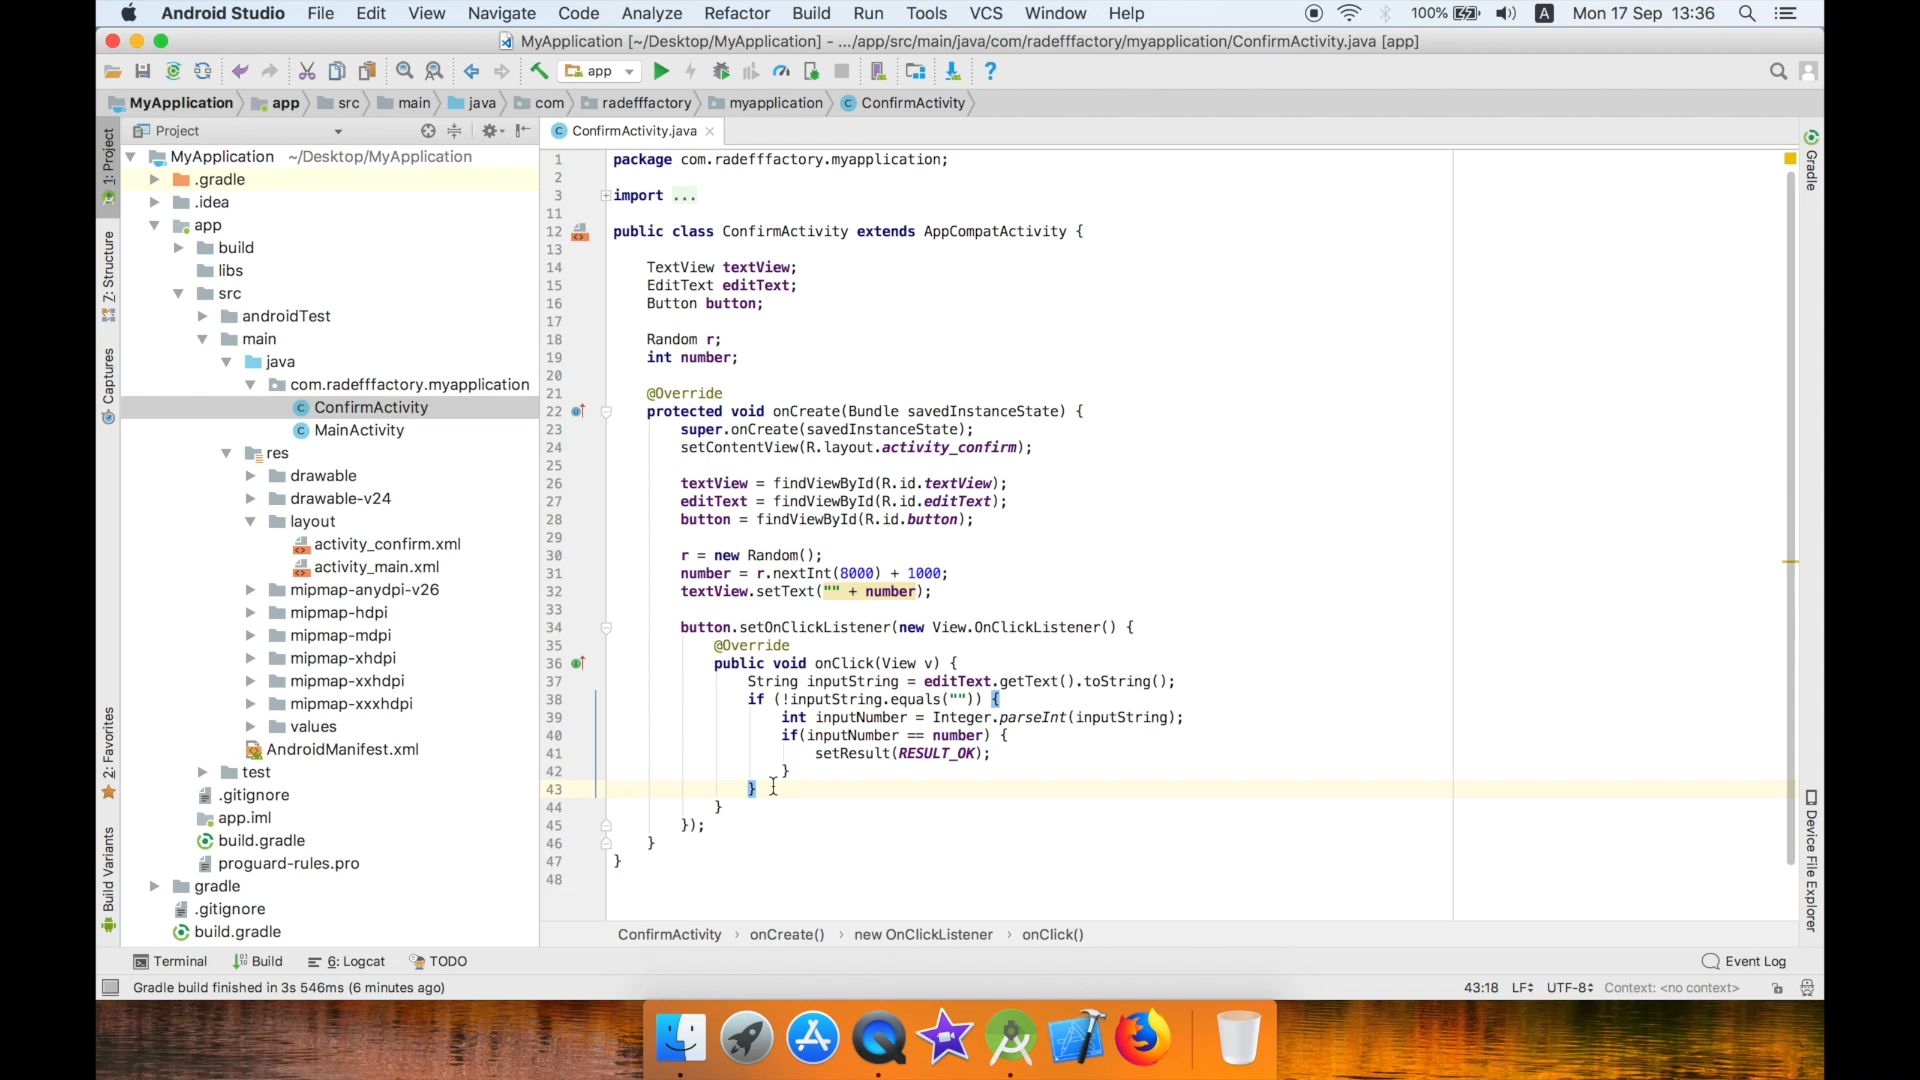 Android Studio File Edit View Navigate Code Analyze Refactor Build Run Tools VCS Window Help 100% A Mon 17 Sep 13:36
MyApplication [~/Desktop/MyApplication] - .../app/src/main/java/com/radefffactory/myapplication/ConfirmActivity.java [app]
app
MyApplication app src main java com radefffactory myapplication ConfirmActivity
Project
ConfirmActivity.java
1: Project
Z: Structure
Captures
2: Favorites
Build Variants
MyApplication ~/Desktop/MyApplication
.gradle
.idea
app
build
libs
src
androidTest
main
java
com.radefffactory.myapplication
ConfirmActivity
MainActivity
res
drawable
drawable-v24
layout
activity_confirm.xml
activity_main.xml
mipmap-anydpi-v26
mipmap-hdpi
mipmap-mdpi
mipmap-xhdpi
mipmap-xxhdpi
mipmap-xxxhdpi
values
AndroidManifest.xml
test
.gitignore
app.iml
build.gradle
proguard-rules.pro
gradle
.gitignore
build.gradle
1 package com.radefffactory.myapplication;
2
3 import ...
11
12 public class ConfirmActivity extends AppCompatActivity {
13
14 TextView textView;
15 EditText editText;
16 Button button;
17
18 Random r;
19 int number;
20
21 @Override
22 protected void onCreate(Bundle savedInstanceState) {
23 super.onCreate(savedInstanceState);
24 setContentView(R.layout.activity_confirm);
25
26 textView = findViewById(R.id.textView);
27 editText = findViewById(R.id.editText);
28 button = findViewById(R.id.button);
29
30 r = new Random();
31 number = r.nextInt(8000) + 1000;
32 textView.setText("" + number);
33
34 button.setOnClickListener(new View.OnClickListener() {
35 @Override
36 public void onClick(View v) {
37 String inputString = editText.getText().toString();
38 if (!inputString.equals("")) {
39 int inputNumber = Integer.parseInt(inputString);
40 if(inputNumber == number) {
41 setResult(RESULT_OK);
42 }
43 }
44 }
45 });
46 }
47 }
48
Gradle
Device File Explorer
ConfirmActivity › onCreate() › new OnClickListener › onClick()
Terminal Build 6: Logcat TODO Event Log
Gradle build finished in 3s 546ms (6 minutes ago) 43:18 LF UTF-8 Context: <no context>